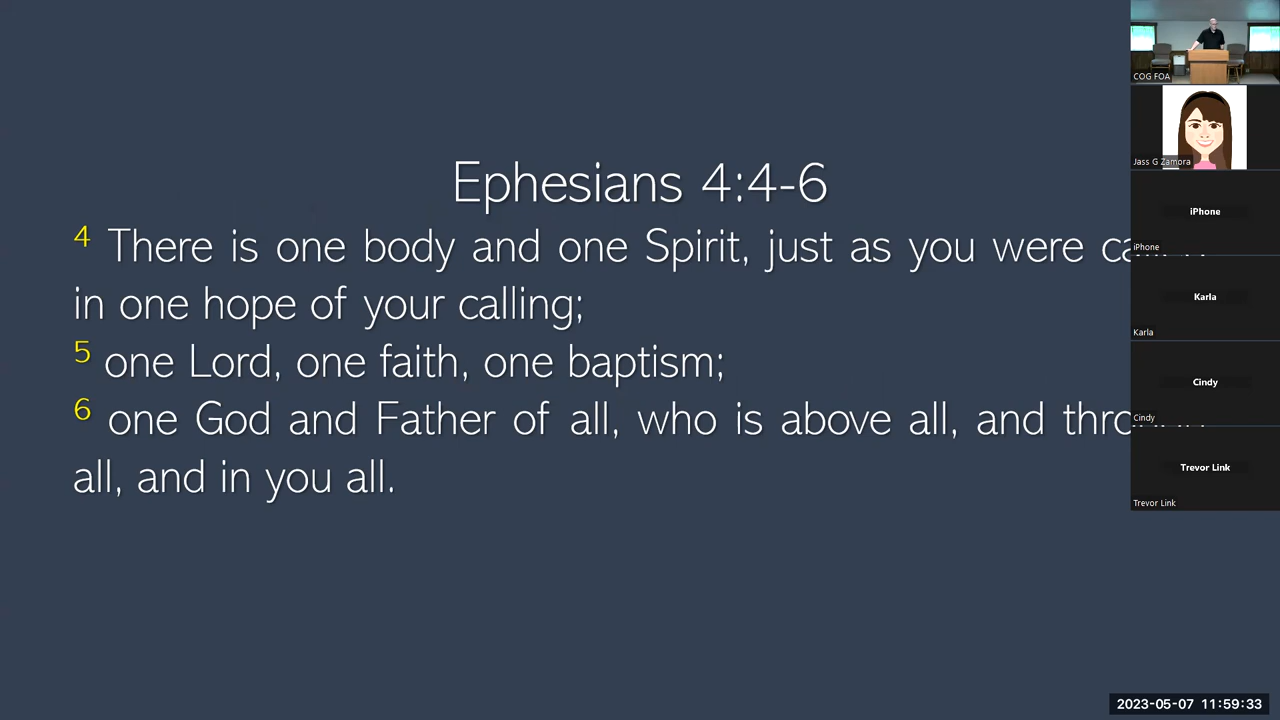 Ephesians 4:4-6
4 There is one body and one Spirit, just as you were
in one hope of your calling;
5 one Lord, one faith, one baptism;
6 one God and Father of all, who is above all, and
all, and in you all.
COG FOA
Jass G Zamora
iPhone
iPhone
Karla
Karla
Cindy
Cindy
Trevor Link
Trevor Link
2023-05-07 11:59:33